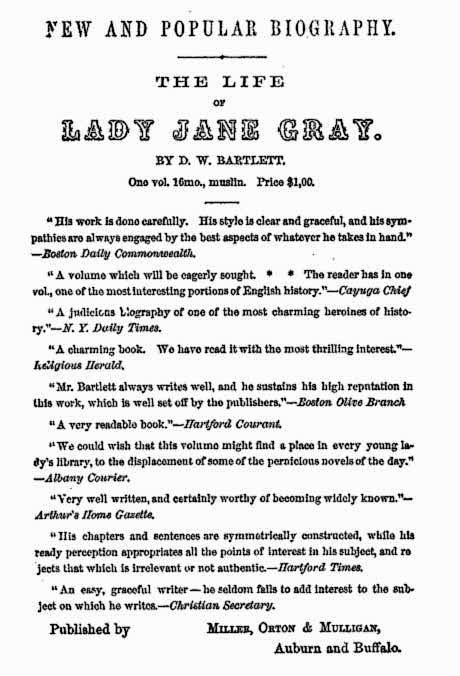 NEW AND POPULAR BIOGRAPHY.
THE LIFE
OF
LADY JANE GRAY.
BY D. W. BARTLETT.
One vol. 16mo., muslin. Price $1,00.
"His work is done carefully. His style is clear and graceful, and his sym-
pathies are always engaged by the best aspects of whatever he takes in hand."
—Boston Daily Commonwealth.
"A volume which will be eagerly sought. * * The reader has in one
vol., one of the most interesting portions of English history."—Cayuga Chief
"A judicious biography of one of the most charming heroines of histo-
ry."—N. Y. Daily Times.
"A charming book. We have read it with the most thrilling interest."—
Religious Herald.
"Mr. Bartlett always writes well, and he sustains his high reputation in
this work, which is well set off by the publishers."—Boston Olive Branch
"A very readable book."—Hartford Courant.
"We could wish that this volume might find a place in every young la-
dy's library, to the displacement of some of the pernicious novels of the day."
—Albany Courier.
"Very well written, and certainly worthy of becoming widely known."—
Arthur's Home Gazette.
"His chapters and sentences are symmetrically constructed, while his
ready perception appropriates all the points of interest in his subject, and re
jects that which is irrelevant or not authentic.—Hartford Times.
"An easy, graceful writer—he seldom fails to add interest to the sub-
ject on which he writes.—Christian Secretary.
Published by MILLER, ORTON & MULLIGAN,
Auburn and Buffalo.